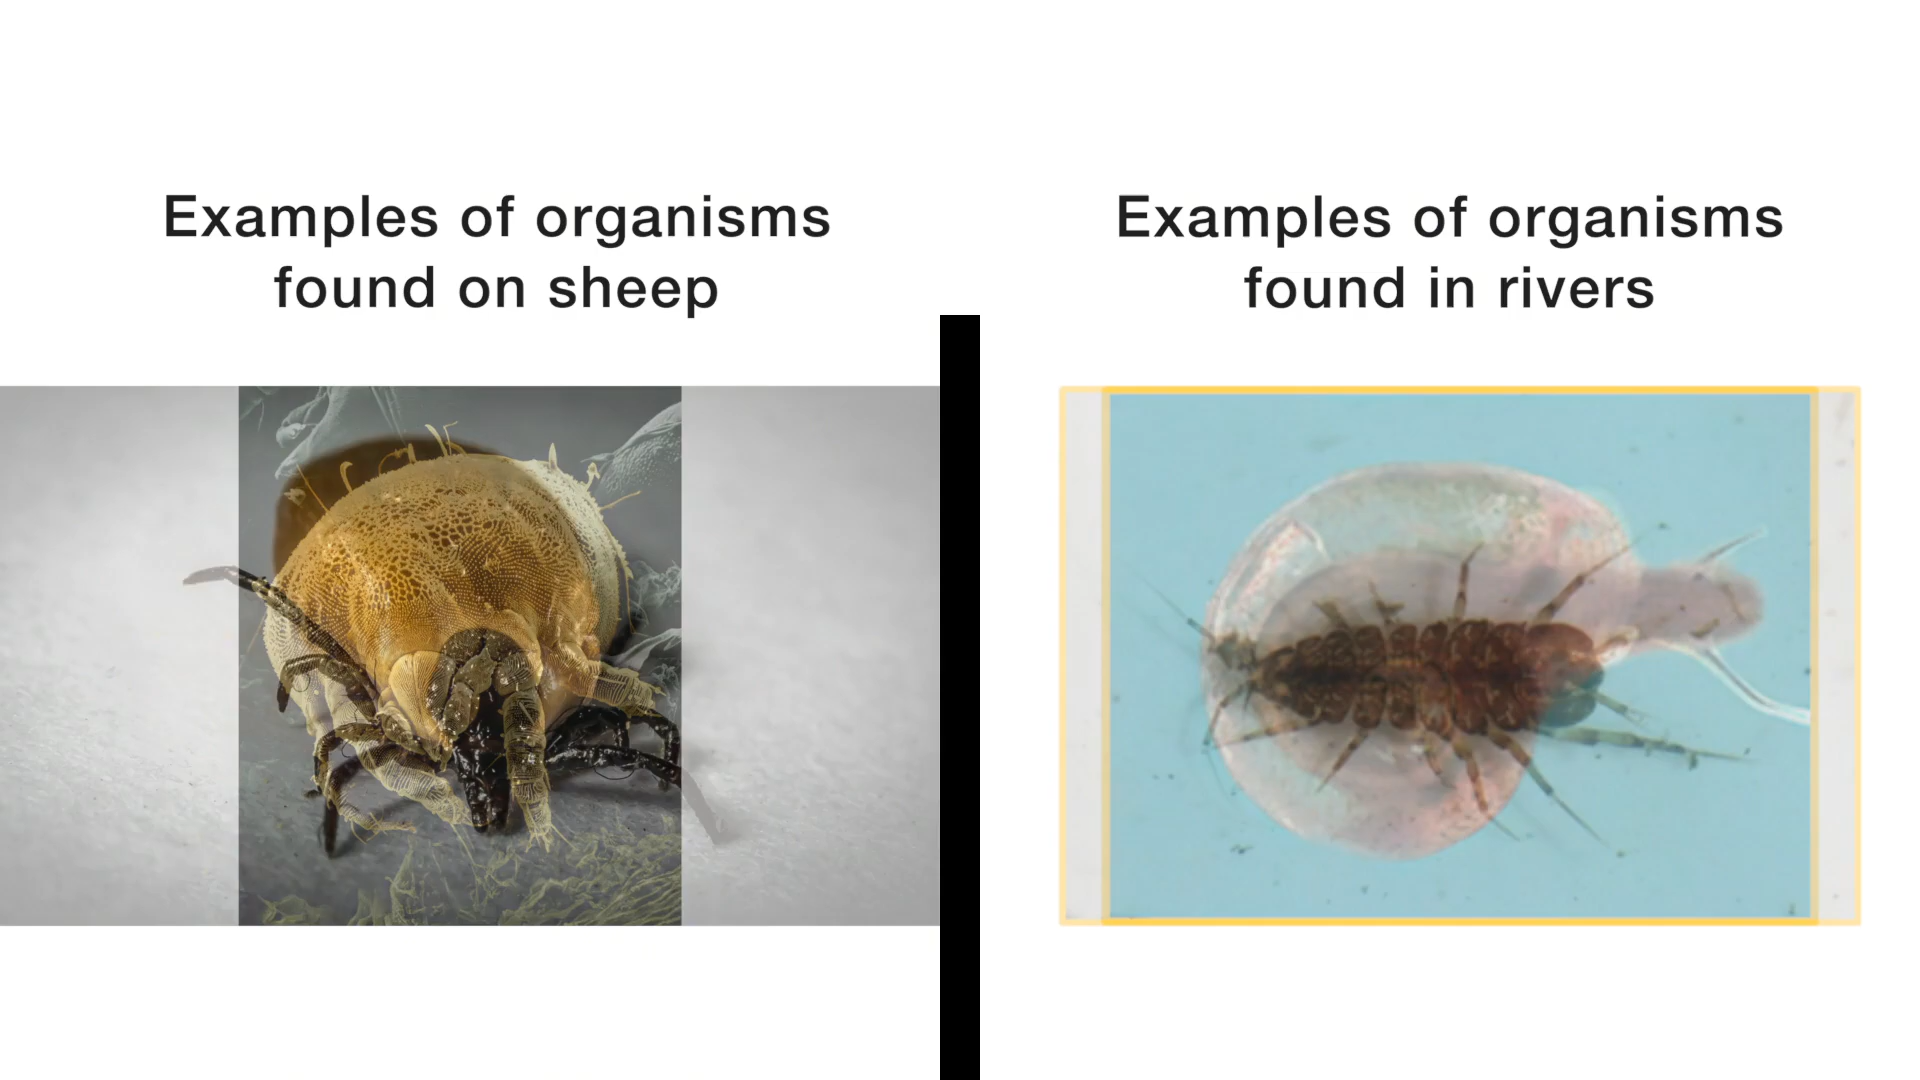 Examples of organisms
found on sheep
Examples of organisms
found in rivers